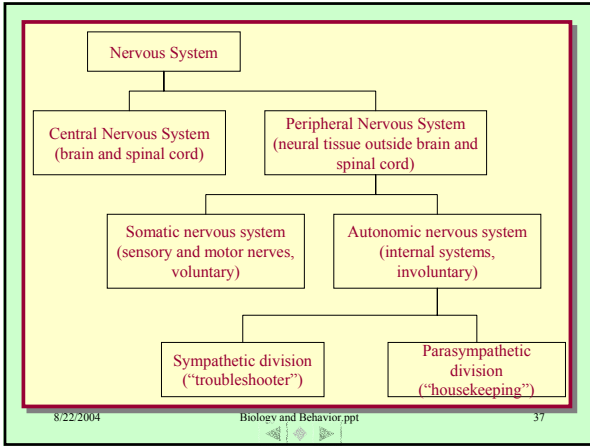 Nervous System
Central Nervous System
(brain and spinal cord)
Peripheral Nervous System
(neural tissue outside brain and
spinal cord)
Somatic nervous system
(sensory and motor nerves,
voluntary)
Autonomic nervous system
(internal systems,
involuntary)
Sympathetic division
(“troubleshooter”)
Parasympathetic
division
(“housekeeping”)
8/22/2004 Biology and Behavior.ppt 37